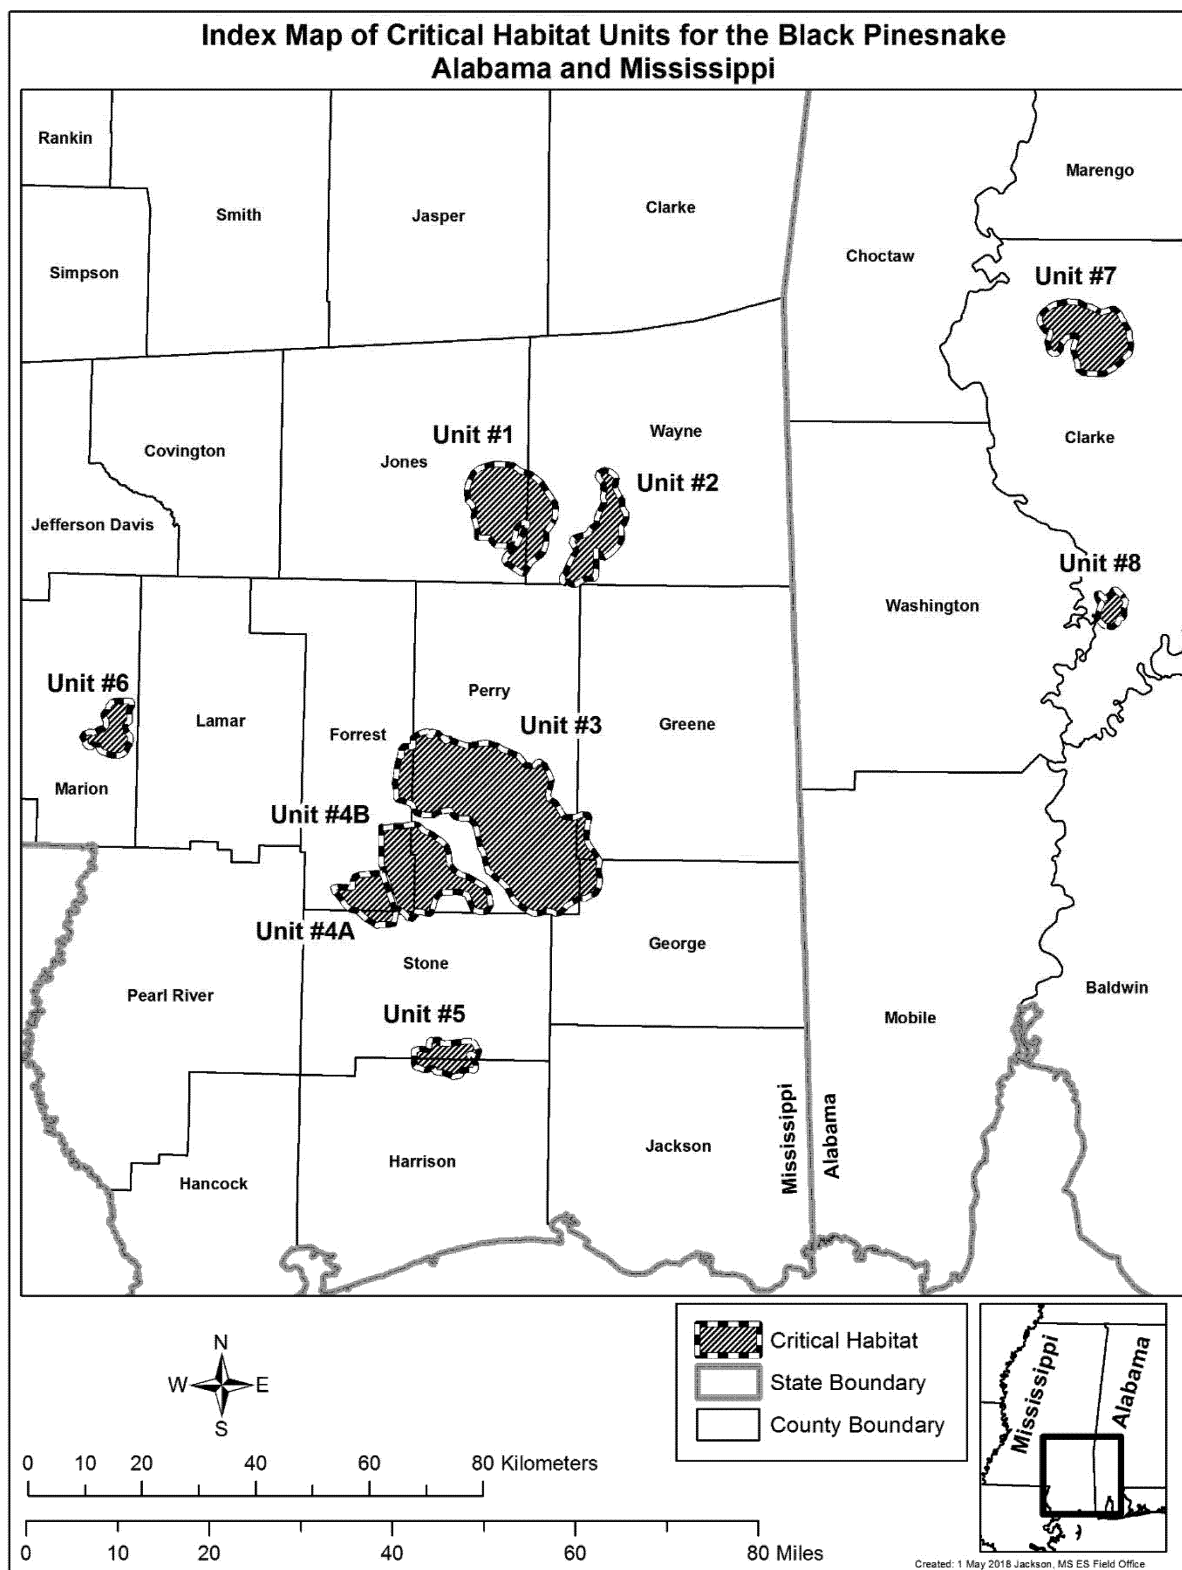 Index Map of Critical Habitat Units for the Black Pinesnake
Alabama and Mississippi
Rankin
Marengo
Smith
Jasper
Clarke
Choctaw
Simpson
Unit #7
Unit #1
Wayne
Clarke
Covington
Jones
Unit #2
Jefferson Davis
Unit #8
Washington
Unit #6
Perry
Lamar
Unit #3
Greene
Forrest
Marion
Unit #4B
Unit #4A
George
Stone
Pearl River
Baldwin
Unit #5
Mobile
Mississippi
Alabama
Jackson
Harrison
Hancock
N
W E
S
0 10 20 40 60 80 Kilometers
0 20 40 60 80 Miles
Critical Habitat
State Boundary
County Boundary
Mississippi
Alabama
Created: 1 May 2018 Jackson, MS ES Field Office